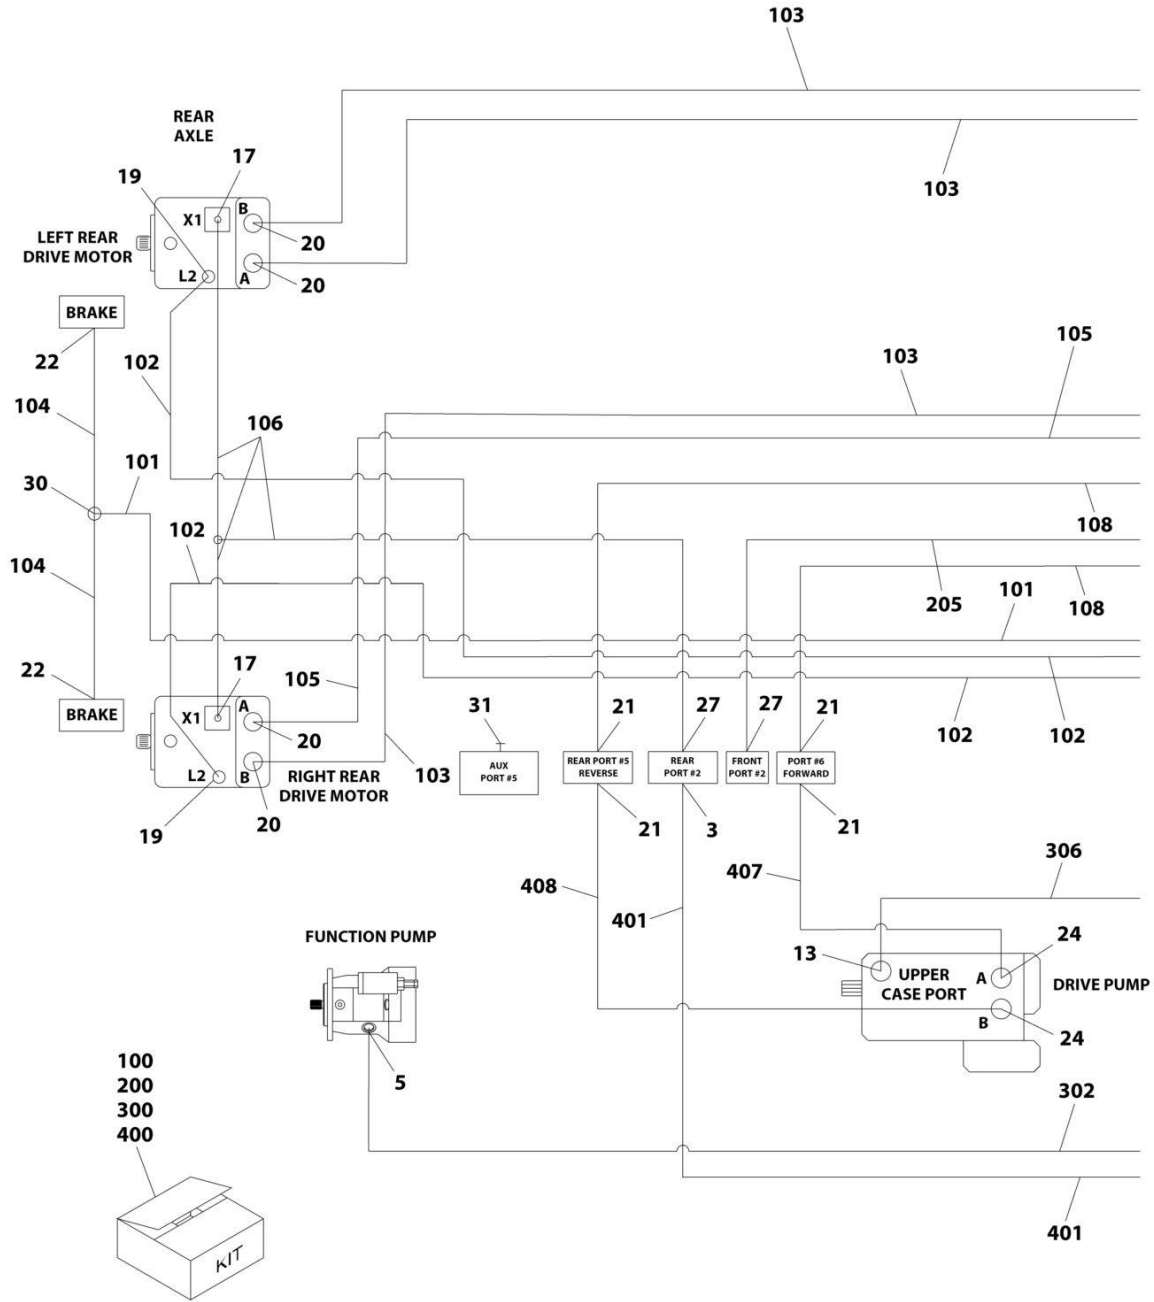 103
103
REAR
AXLE
17
19
X1
B
20
LEFT REAR
DRIVE MOTOR
L2
A
20
BRAKE
22
102
105
103
104
106
101
30
108
102
104
205
108
101
22
BRAKE
17
105
X1
A
20
L2
B
RIGHT REAR
DRIVE MOTOR
103
20
19
31
21
27
27
21
102
102
AUX
PORT #5
REAR PORT #5
REVERSE
REAR
PORT #2
FRONT
PORT #2
PORT #6
FORWARD
21
3
21
408
401
407
306
FUNCTION PUMP
13
24
UPPER
CASE PORT
A
DRIVE PUMP
B
24
5
100
200
300
400
302
401
KIT